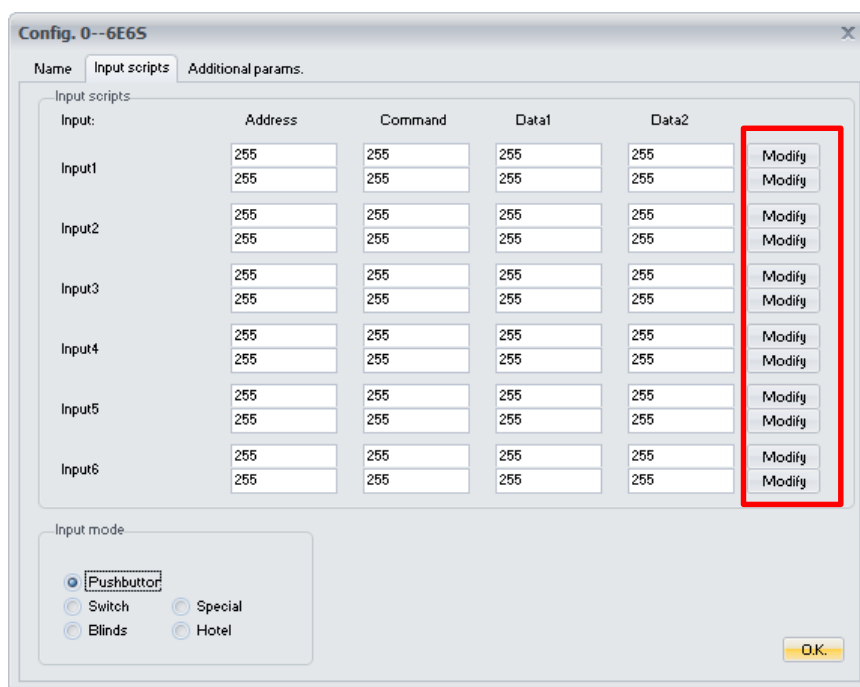 Config. 0--6E6S X
Name Input scripts Additional params.
Input scripts
Input: Address Command Data1 Data2
255 255 255 255 Modify
Input1
255 255 255 255 Modify
255 255 255 255 Modify
Input2
255 255 255 255 Modify
255 255 255 255 Modify
Input3
255 255 255 255 Modify
255 255 255 255 Modify
Input4
255 255 255 255 Modify
255 255 255 255 Modify
Input5
255 255 255 255 Modify
255 255 255 255 Modify
Input6
255 255 255 255 Modify
Input mode
Pushbutton
Switch Special
Blinds Hotel
O.K.